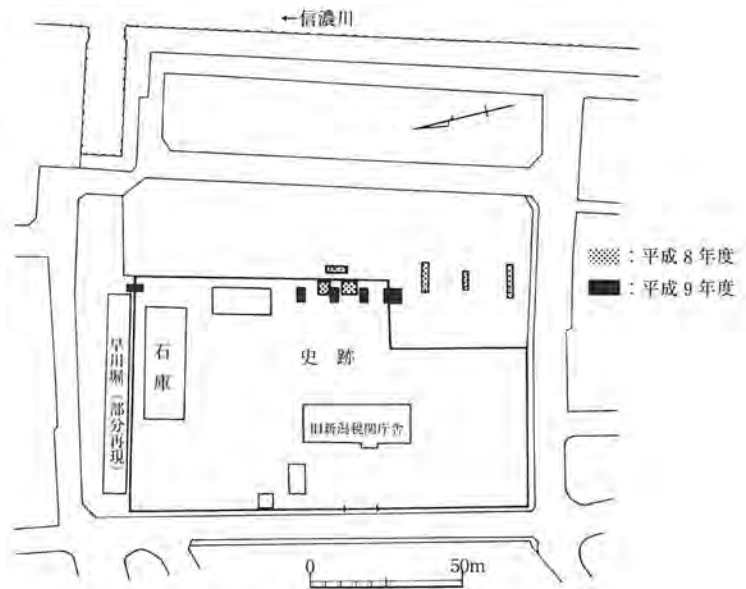 ←信濃川
：平成8年度
：平成9年度
早川堀（部分再現）
石庫
史跡
旧新潟税関庁舎
0 50m